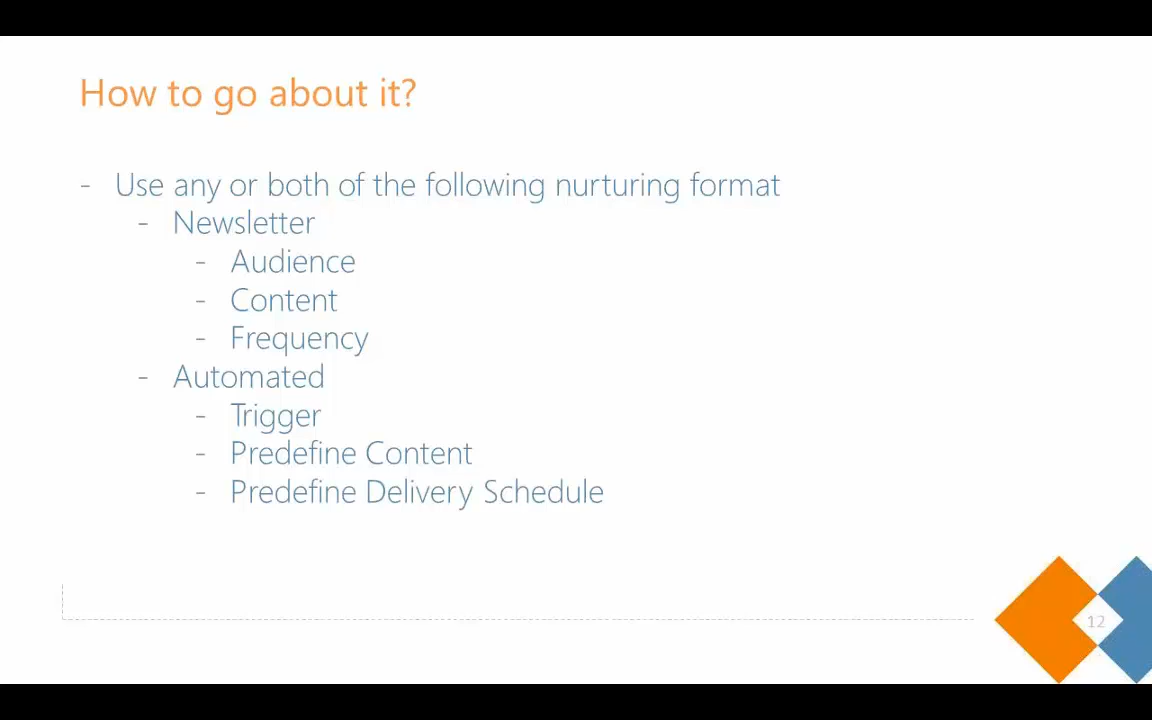 How to go about it?
- Use any or both of the following nurturing format
- Newsletter
- Audience
- Content
- Frequency
- Automated
- Trigger
- Predefine Content
- Predefine Delivery Schedule
12